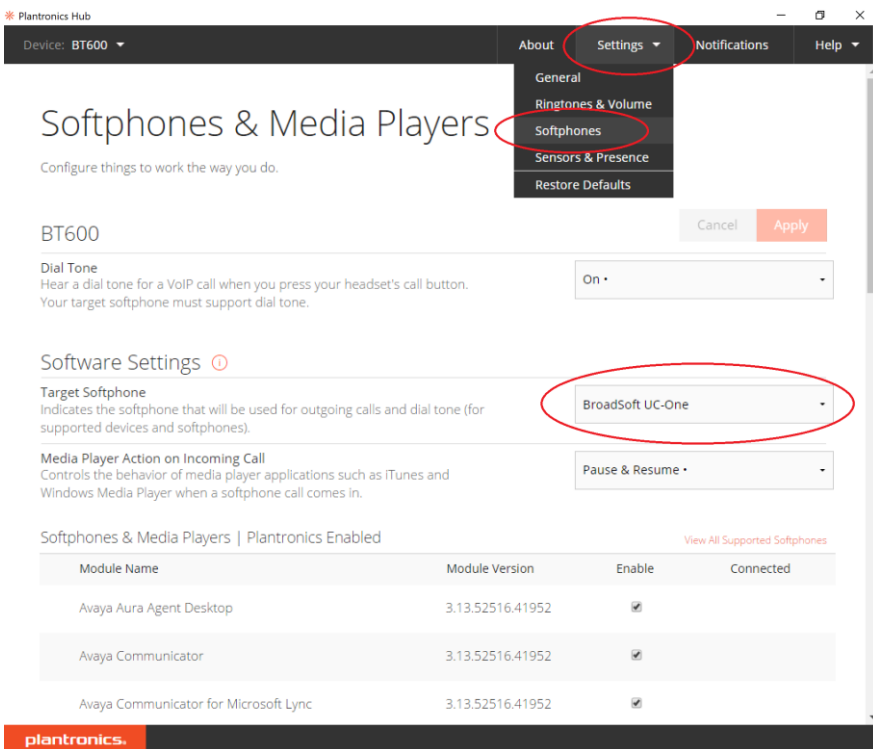 Plantronics Hub
Device: BT600
About
Settings
Notifications
Help
General
Ringtones & Volume
Softphones
Sensors & Presence
Restore Defaults
Softphones & Media Players
Configure things to work the way you do.
BT600
Cancel
Apply
Dial Tone
Hear a dial tone for a VoIP call when you press your headset's call button.
Your target softphone must support dial tone.
On •
Software Settings
Target Softphone
Indicates the softphone that will be used for outgoing calls and dial tone (for
supported devices and softphones).
BroadSoft UC-One
Media Player Action on Incoming Call
Controls the behavior of media player applications such as iTunes and
Windows Media Player when a softphone call comes in.
Pause & Resume •
Softphones & Media Players | Plantronics Enabled
View All Supported Softphones
Module Name Module Version Enable Connected
Avaya Aura Agent Desktop 3.13.52516.41952
Avaya Communicator 3.13.52516.41952
Avaya Communicator for Microsoft Lync 3.13.52516.41952
plantronics.